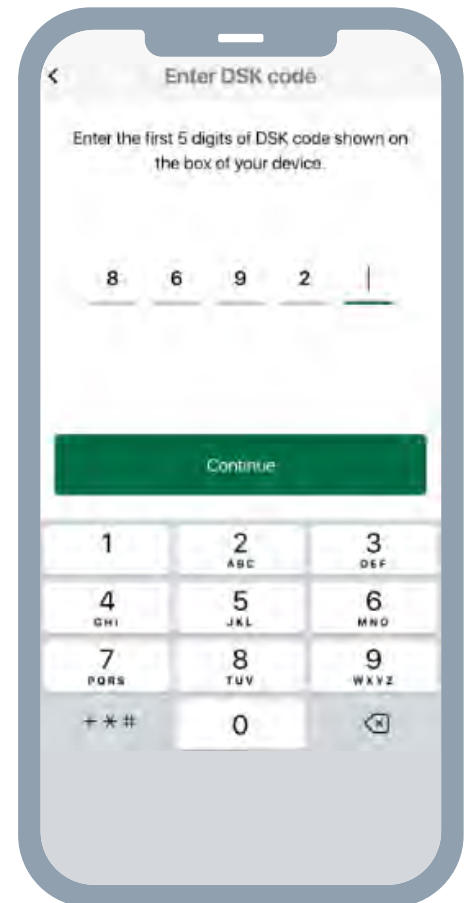 Enter DSK code
Enter the first 5 digits of DSK code shown on
the box of your device.
8 6 9 2
Continue
1 2 3
ABC DEF
4 5 6
GHI JKL MNO
7 8 9
PQRS TUV WXYZ
+ * # 0